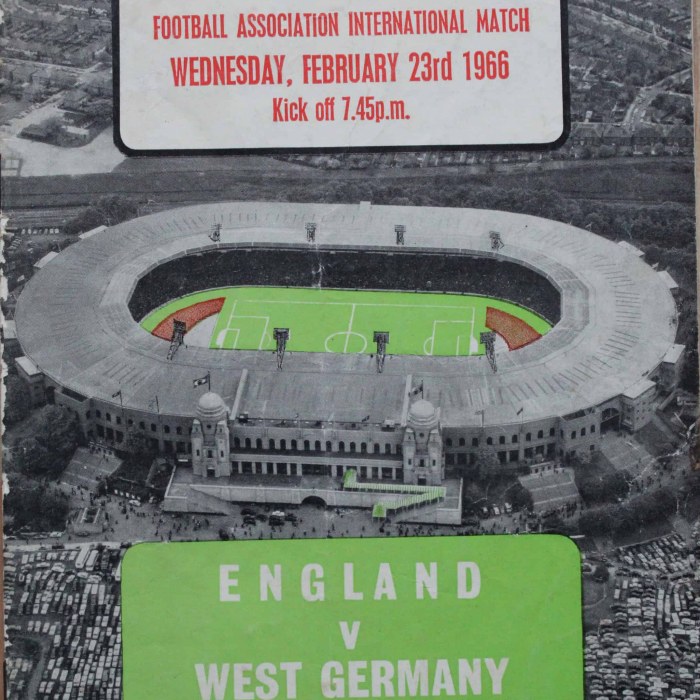 FOOTBALL ASSOCIATION INTERNATIONAL MATCH
WEDNESDAY, FEBRUARY 23rd 1966
Kick off 7.45p.m.
ENGLAND
v
WEST GERMANY